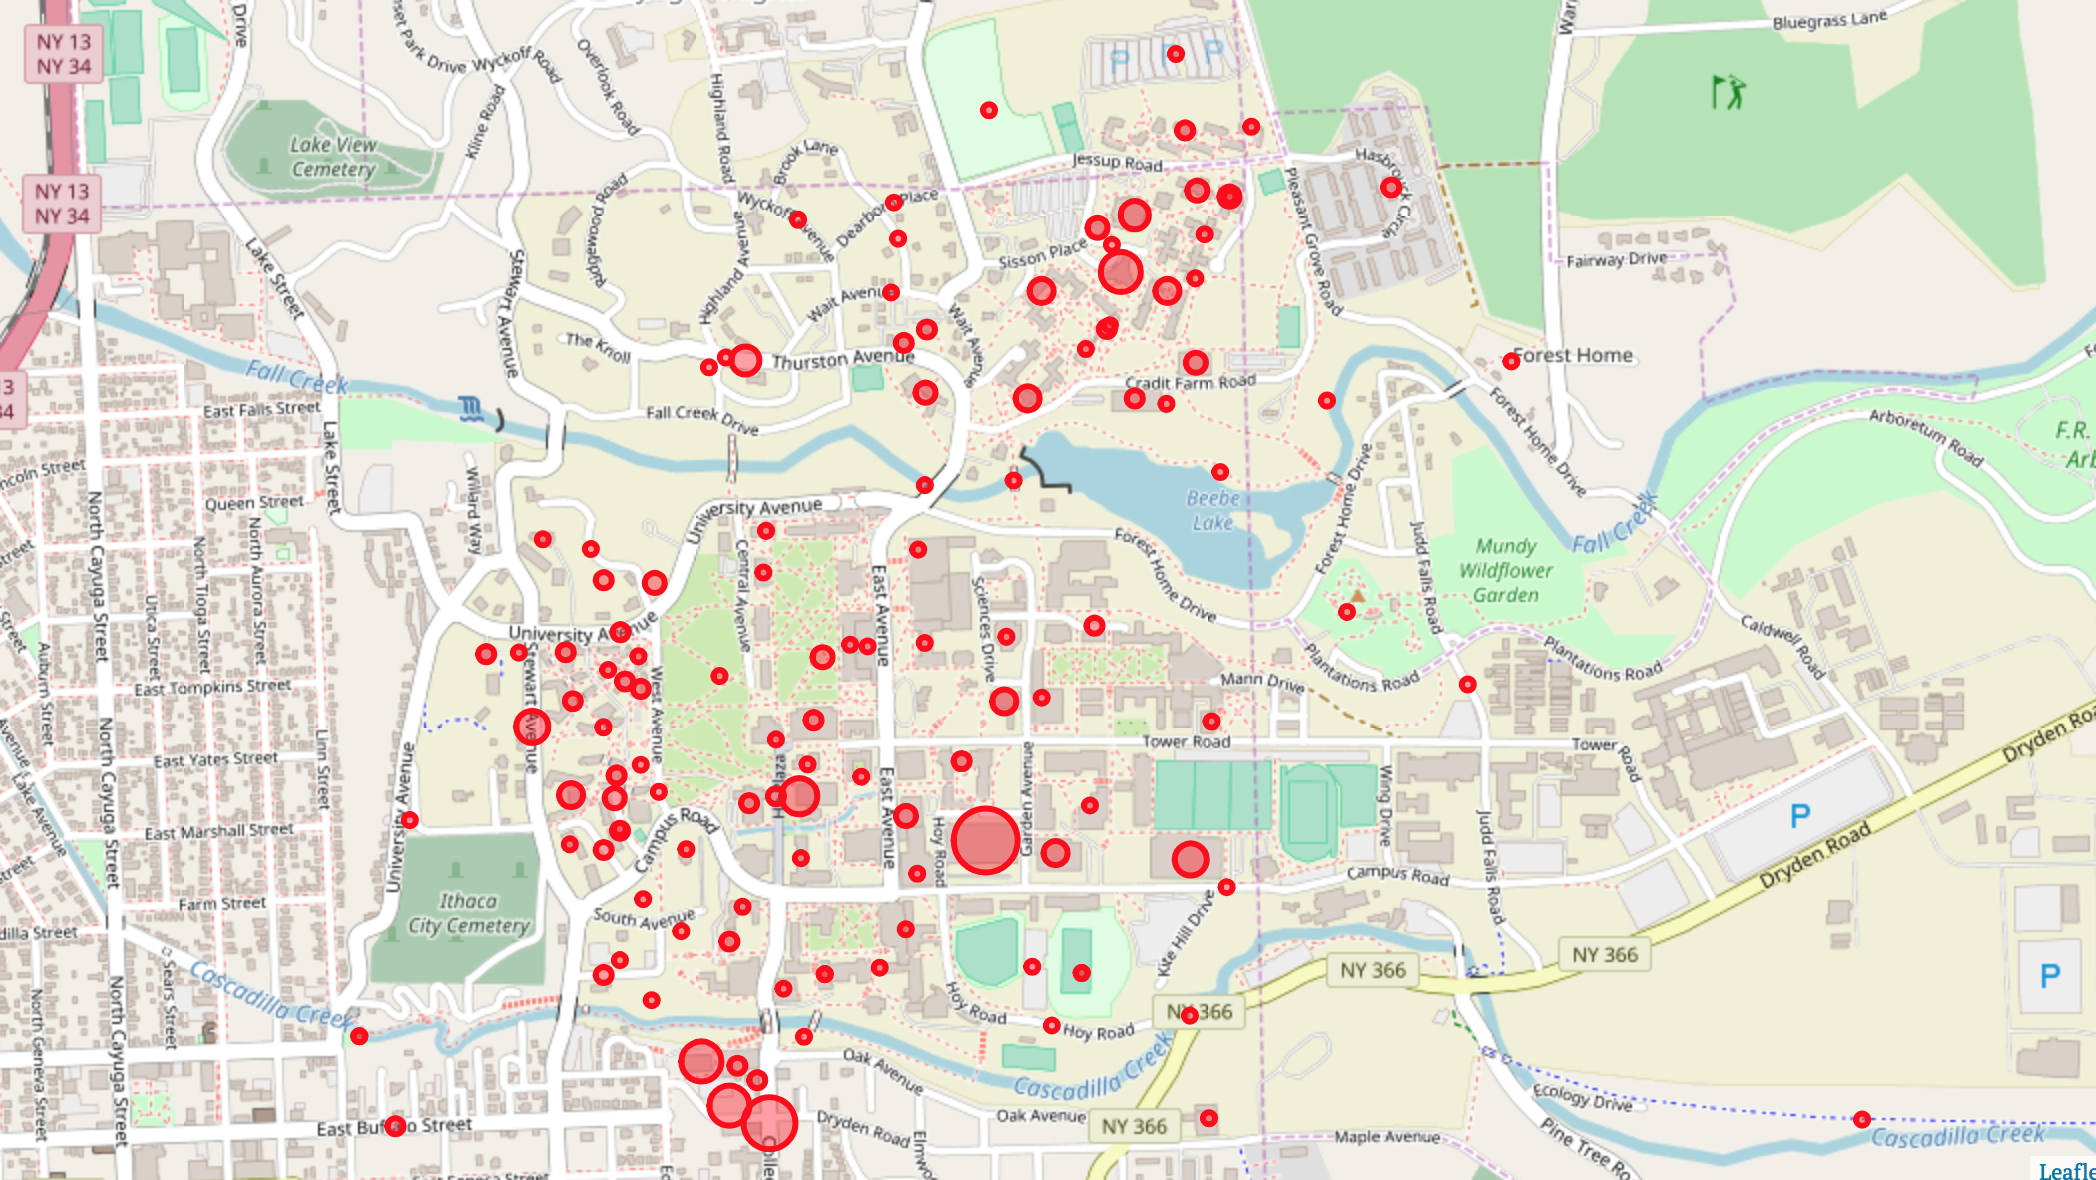 NY 13
NY 34
Drive
Park Drive
Wyckoff Road
Overlook Road
Highland Road
Bluegrass Lane
P
P
Lake View
Cemetery
Kline Road
Brook Lane
Jessup Road
Hasbrouck Circle
NY 13
NY 34
Ridgewood Road
Wyckoff Avenue
Dearborn Place
Pleasant Grove Road
Lake Street
Stewart Avenue
Highland Avenue
Sisson Place
Fairway Drive
Wait Avenue
Wait Avenue
The Knoll
Thurston Avenue
Forest Home
Fall Creek
Cradit Farm Road
East Falls Street
Fall Creek Drive
Forest Home Drive
Arboretum Road
F.R.
Lake Street
Queen Street
Willard Way
University Avenue
Beebe
Lake
Forest Home Drive
Fall Creek
North Cayuga Street
North Tioga Street
North Aurora Street
Central Avenue
East Avenue
Sciences Drive
Forest Home Drive
Judd Falls Road
Mundy
Wildflower
Garden
Utica Street
Auburn Street
University Avenue
Caldwell Road
Plantations Road
Plantations Road
East Tompkins Street
Stewart Avenue
West Avenue
Mann Drive
Tower Road
Tower Road
Dryden Road
East Yates Street
Linn Street
North Cayuga Street
Lake Avenue
University Avenue
East Avenue
Garden Avenue
Wing Drive
Judd Falls Road
P
East Marshall Street
Campus Road
Hoy Road
Dryden Road
Campus Road
Farm Street
Ithaca
City Cemetery
South Avenue
Kite Hill Drive
NY 366
NY 366
P
Sears Street
Cascadilla Creek
North Geneva Street
North Cayuga Street
Hoy Road
Hoy Road
NY 366
Oak Avenue
Cascadilla Creek
Oak Avenue
NY 366
Ecology Drive
East Buffalo Street
Dryden Road
Maple Avenue
Pine Tree
Cascadilla Creek